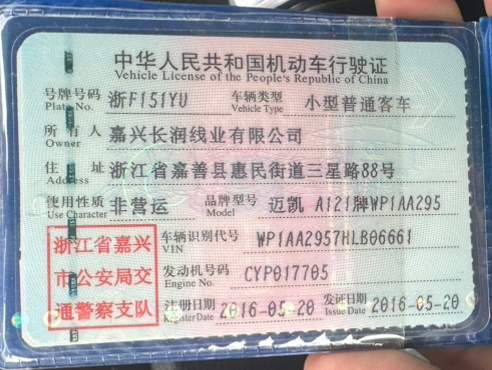 中华人民共和国机动车行驶证
Vehicle License of the People's Republic of China
号牌号码 浙F151YU 车辆类型 小型普通客车
Plate No. Vehicle Type
所有人 嘉兴长润线业有限公司
Owner
住址 浙江省嘉善县惠民街道三星路88号
Address
使用性质 非营运 品牌型号 迈凯 A121牌WP1AA295
Use Character Model
浙江省嘉兴
市公安局交
通警察支队
车辆识别代号 WP1AA2957HLB06661
VIN
发动机号码 CYP017705
Engine No.
注册日期 2016-05-20 发证日期 2016-05-20
Register Date Issue Date